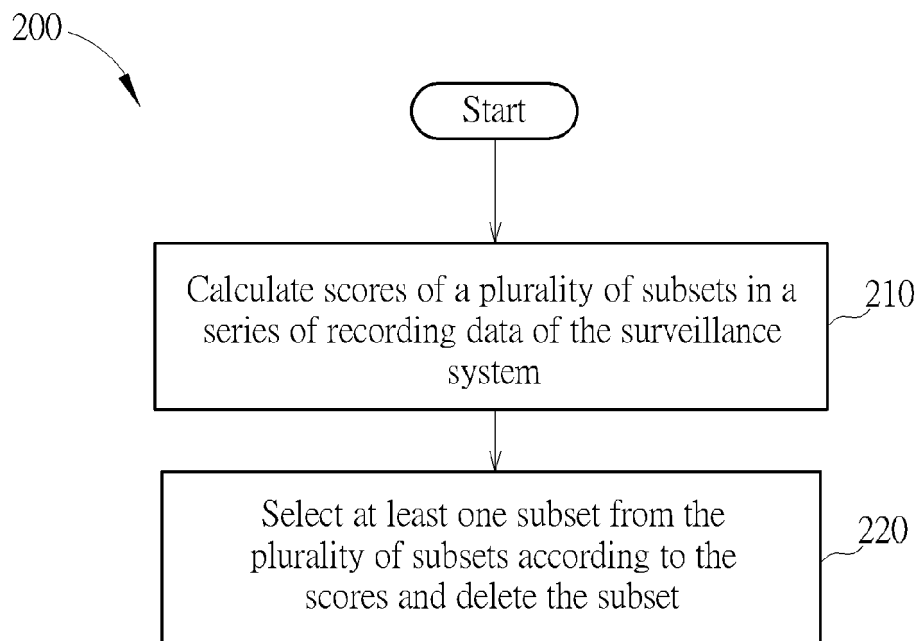 200
Start
Calculate scores of a plurality of subsets in a
series of recording data of the surveillance
system
210
Select at least one subset from the
plurality of subsets according to the
scores and delete the subset
220